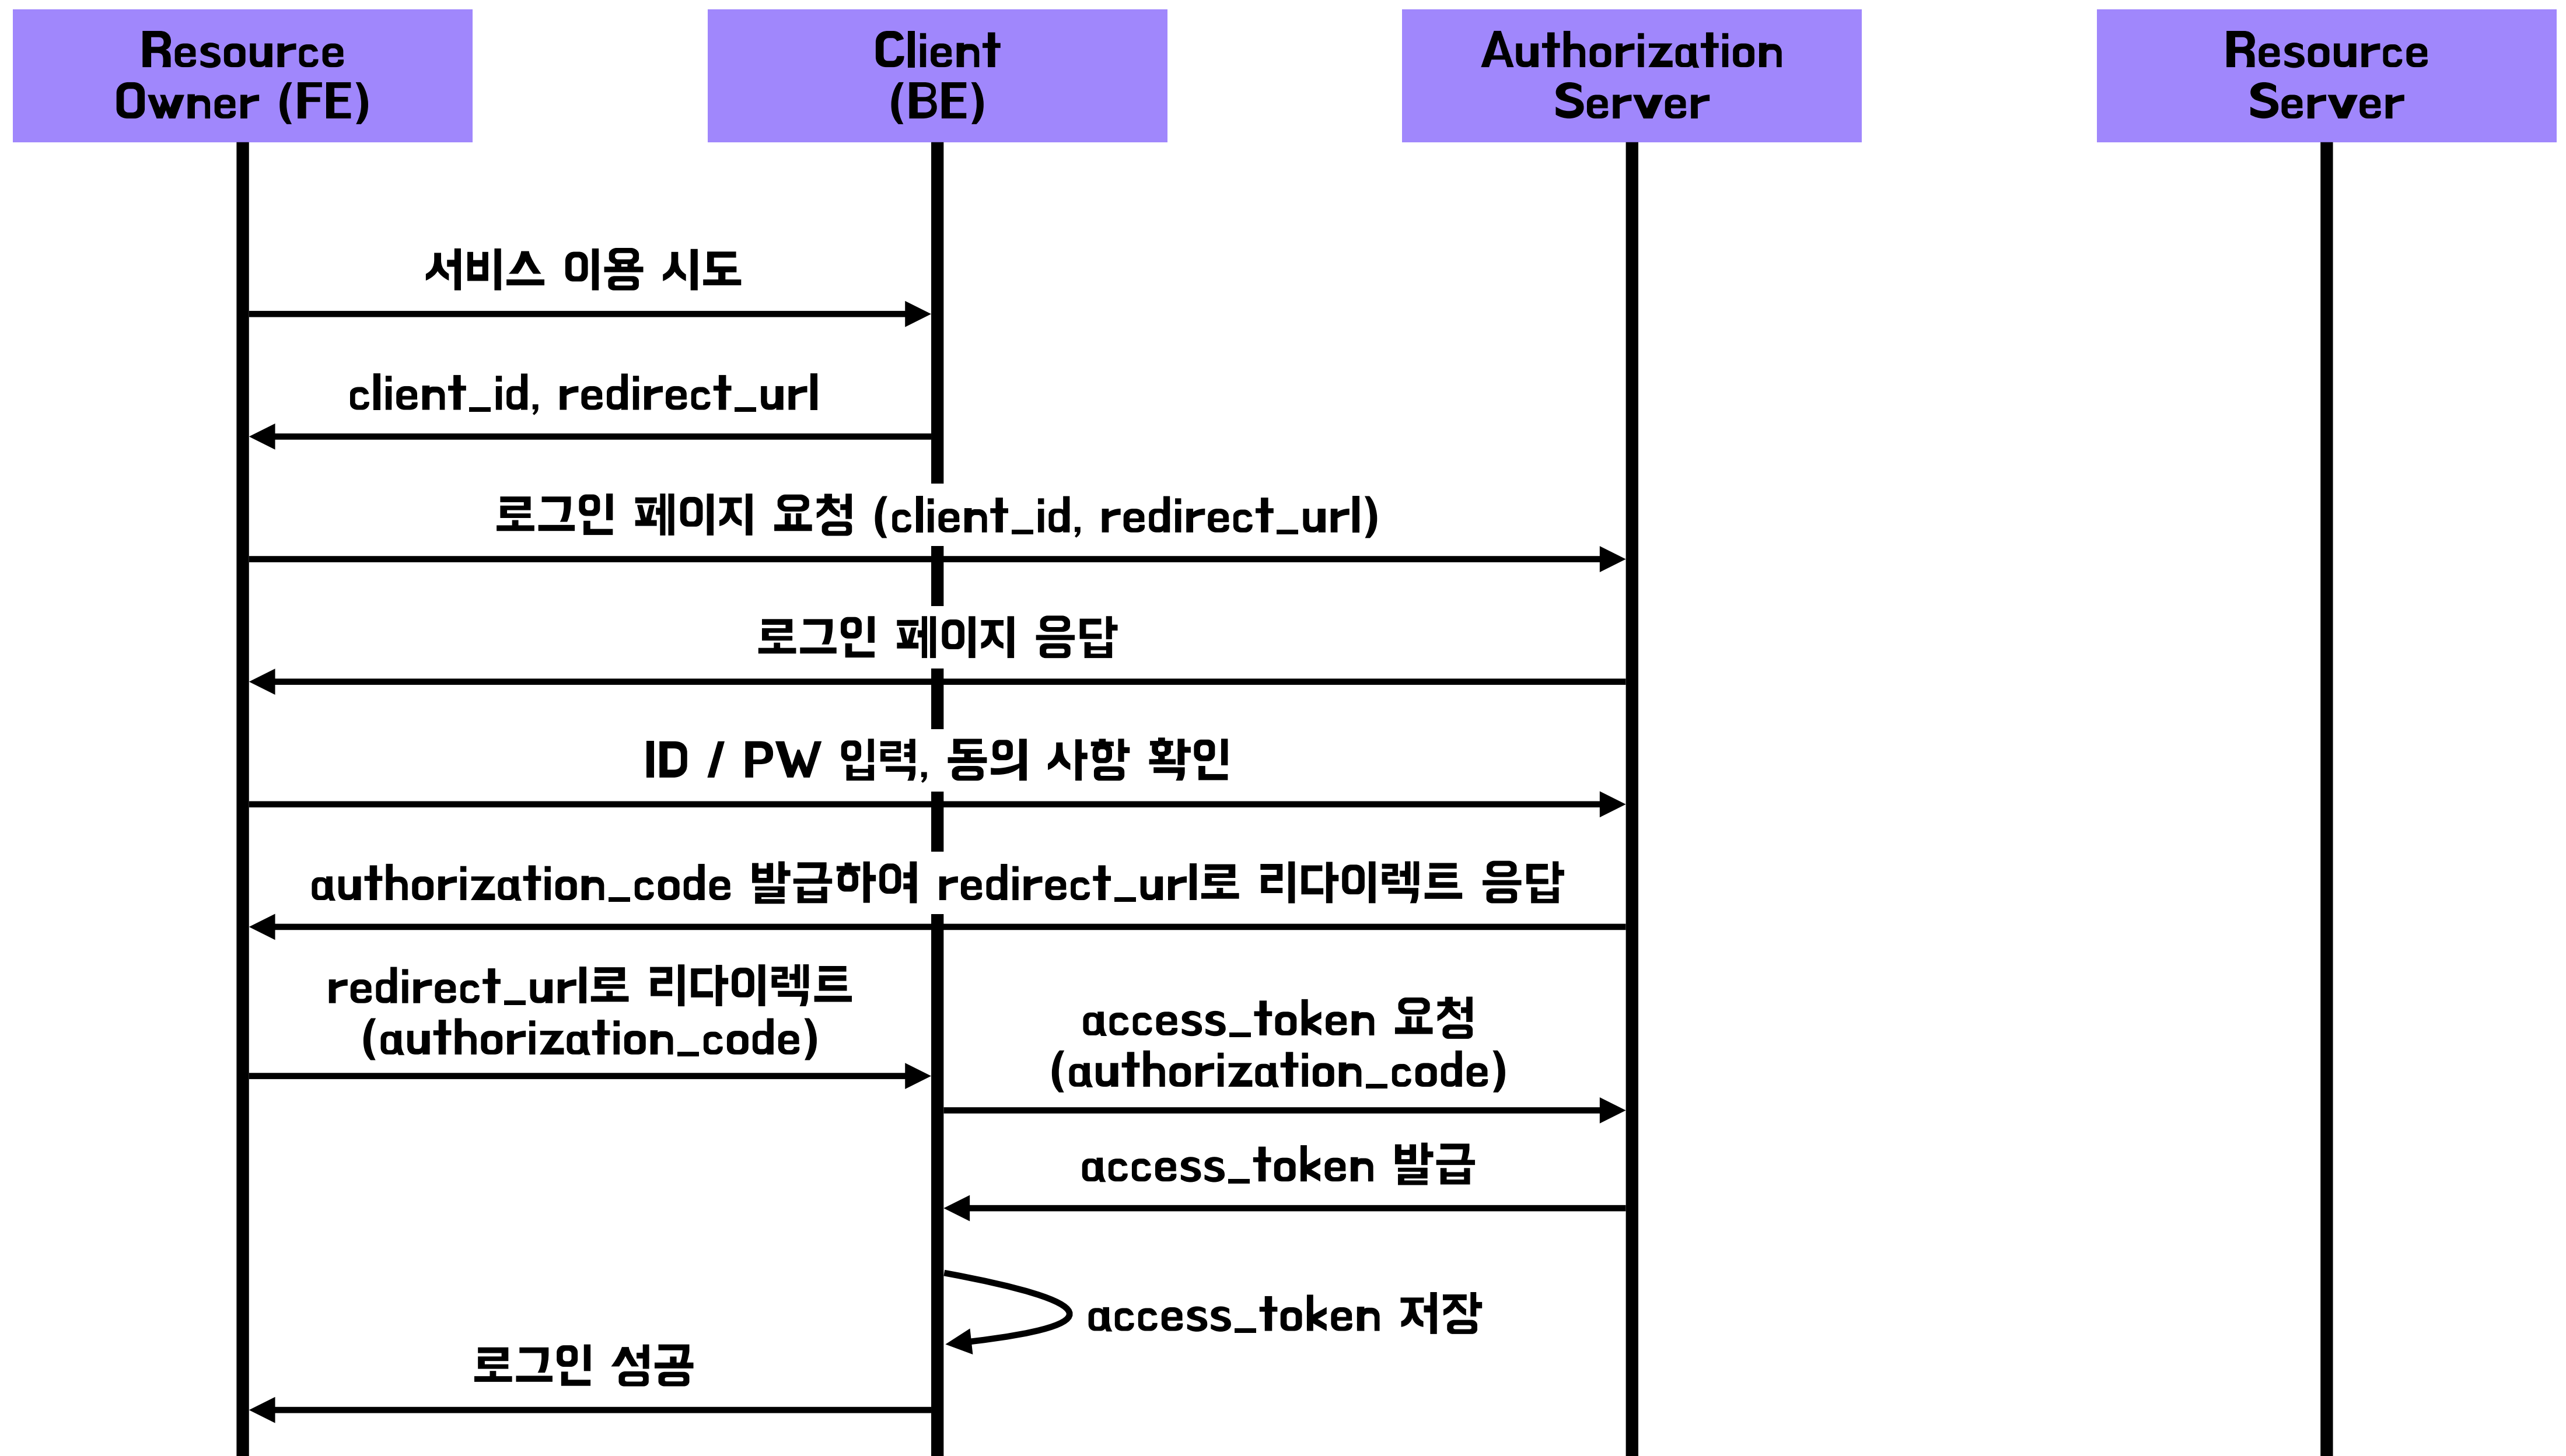 Resource
Owner (FE)
Client
(BE)
Authorization
Server
Resource
Server
서비스 이용 시도
client_id, redirect_url
로그인 페이지 요청 (client_id, redirect_url)
로그인 페이지 응답
ID / PW 입력, 동의 사항 확인
authorization_code 발급하여 redirect_url로 리다이렉트 응답
redirect_url로 리다이렉트
(authorization_code)
access_token 요청
(authorization_code)
access_token 발급
access_token 저장
로그인 성공